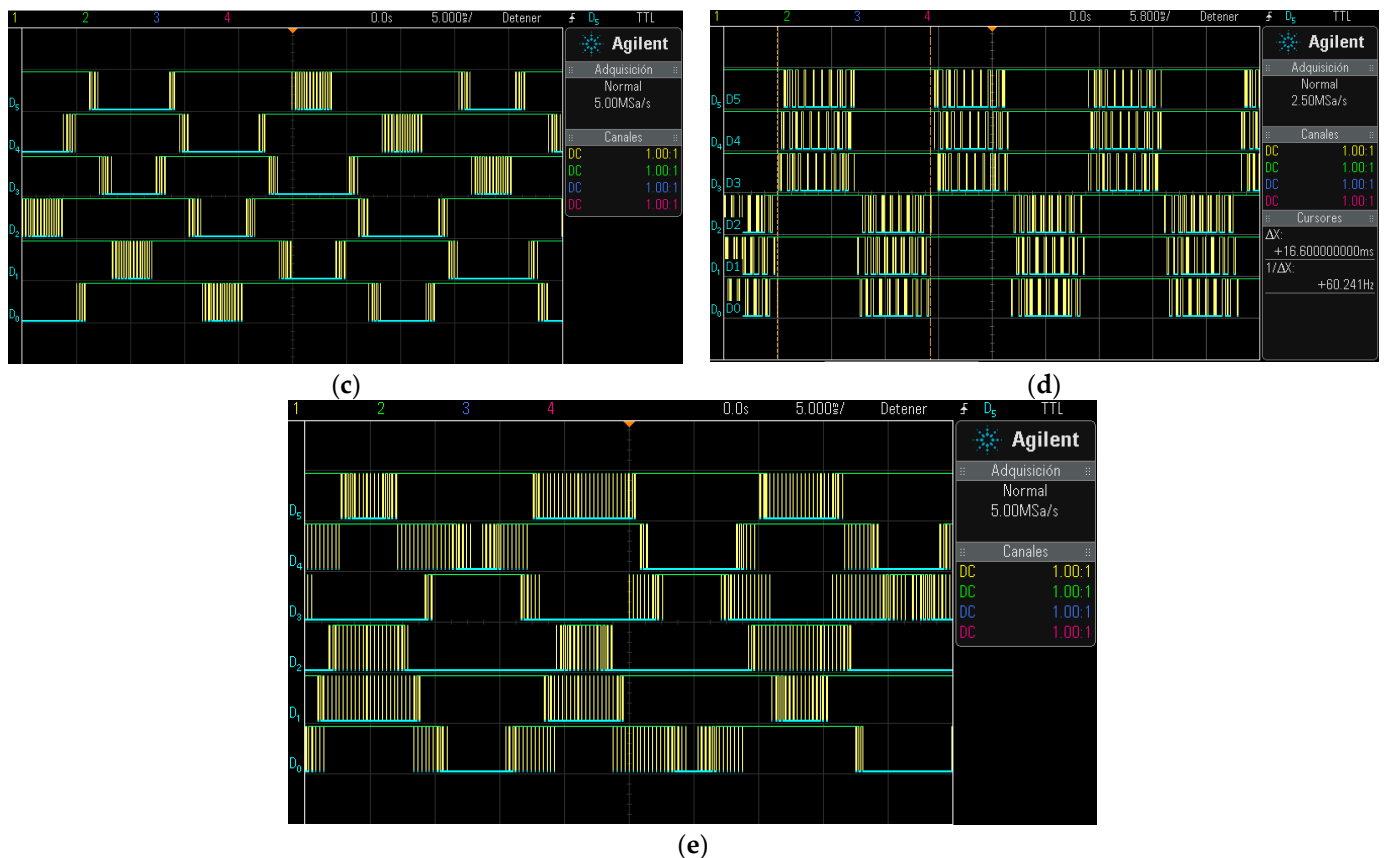 1 2 3 4 0.0s 5.000㎳/ Detener D5 TTL
Agilent
Adquisición
Normal
5.00MSa/s
Canales
DC 1.00:1
DC 1.00:1
DC 1.00:1
DC 1.00:1
D5
D4
D3
D2
D1
D0
(c)
1 2 3 4 0.0s 5.800㎳/ Detener D5 TTL
Agilent
Adquisición
Normal
2.50MSa/s
Canales
DC 1.00:1
DC 1.00:1
DC 1.00:1
DC 1.00:1
Cursores
ΔX:
+16.600000000ms
1/ΔX:
+60.241Hz
D5 D5
D4 D4
D3 D3
D2 D2
D1 D1
D0 D0
(d)
1 2 3 4 0.0s 5.000㎳/ Detener D5 TTL
Agilent
Adquisición
Normal
5.00MSa/s
Canales
DC 1.00:1
DC 1.00:1
DC 1.00:1
DC 1.00:1
D5
D4
D3
D2
D1
D0
(e)